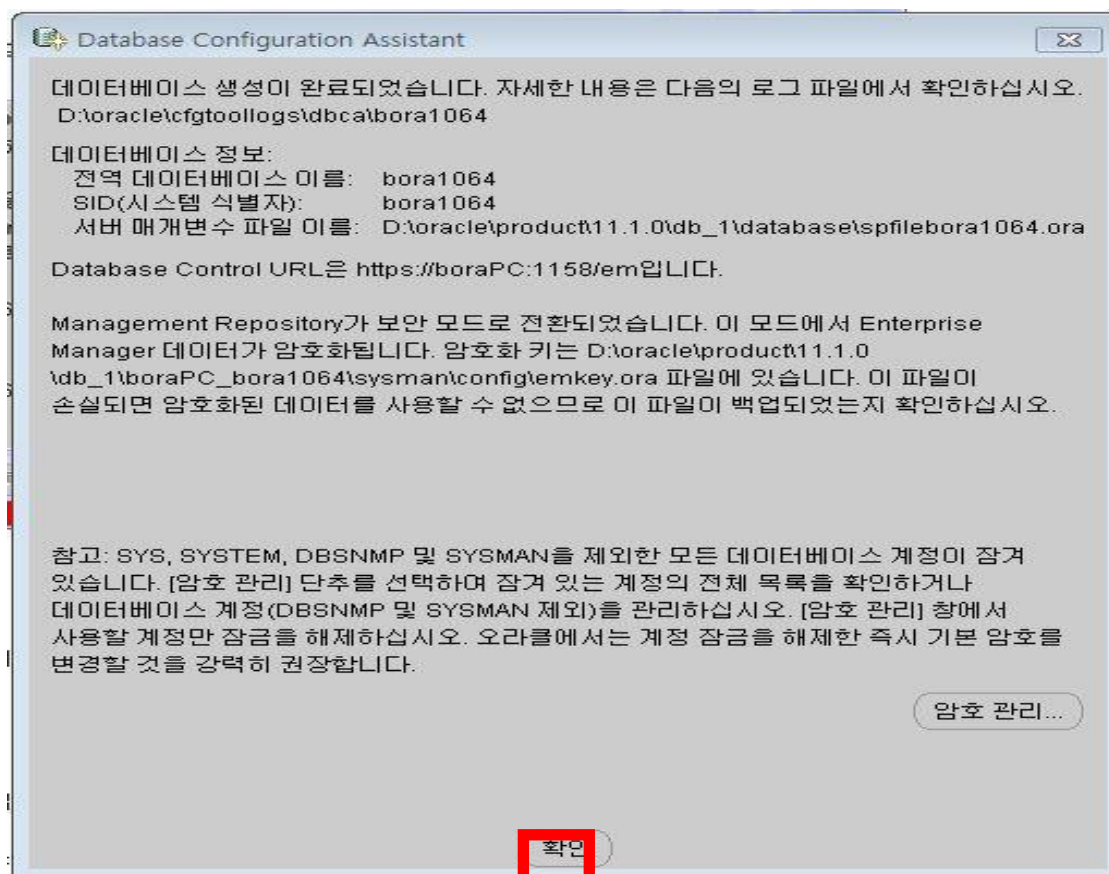 Database Configuration Assistant
데이터베이스 생성이 완료되었습니다. 자세한 내용은 다음의 로그 파일에서 확인하십시오.
D:\oracle\cfgtoollogs\dbca\bora1064
데이터베이스 정보:
전역 데이터베이스 이름: bora1064
SID(시스템 식별자): bora1064
서버 매개변수 파일 이름: D:\oracle\product\11.1.0\db_1\database\spfilebora1064.ora
Database Control URL은 https://boraPC:1158/em입니다.
Management Repository가 보안 모드로 전환되었습니다. 이 모드에서 Enterprise
Manager 데이터가 암호화됩니다. 암호화 키는 D:\oracle\product\11.1.0
\db_1\boraPC_bora1064\sysman\config\emkey.ora 파일에 있습니다. 이 파일이
손실되면 암호화된 데이터를 사용할 수 없으므로 이 파일이 백업되었는지 확인하십시오.
참고: SYS, SYSTEM, DBSNMP 및 SYSMAN을 제외한 모든 데이터베이스 계정이 잠겨
있습니다. [암호 관리] 단추를 선택하여 잠겨 있는 계정의 전체 목록을 확인하거나
데이터베이스 계정(DBSNMP 및 SYSMAN 제외)을 관리하십시오. [암호 관리] 창에서
사용할 계정만 잠금을 해제하십시오. 오라클에서는 계정 잠금을 해제한 즉시 기본 암호를
변경할 것을 강력히 권장합니다.
암호 관리...
확인